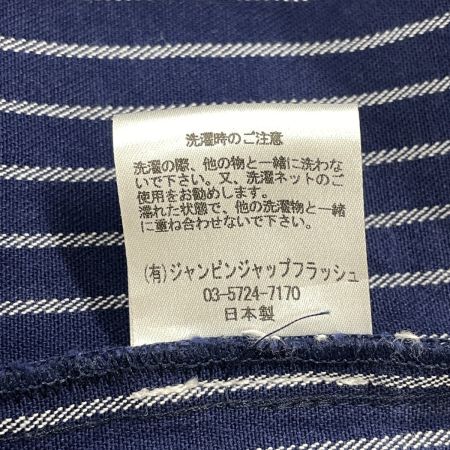 洗濯時のご注意
洗濯の際、他の物と一緒に洗わな
いで下さい。又、洗濯ネットのご
使用をお勧めします。
濡れた状態で、他の洗濯物と一緒
に重ね合わせないで下さい。
(有)ジャンピンジャップフラッシュ
03-5724-7170
日本製